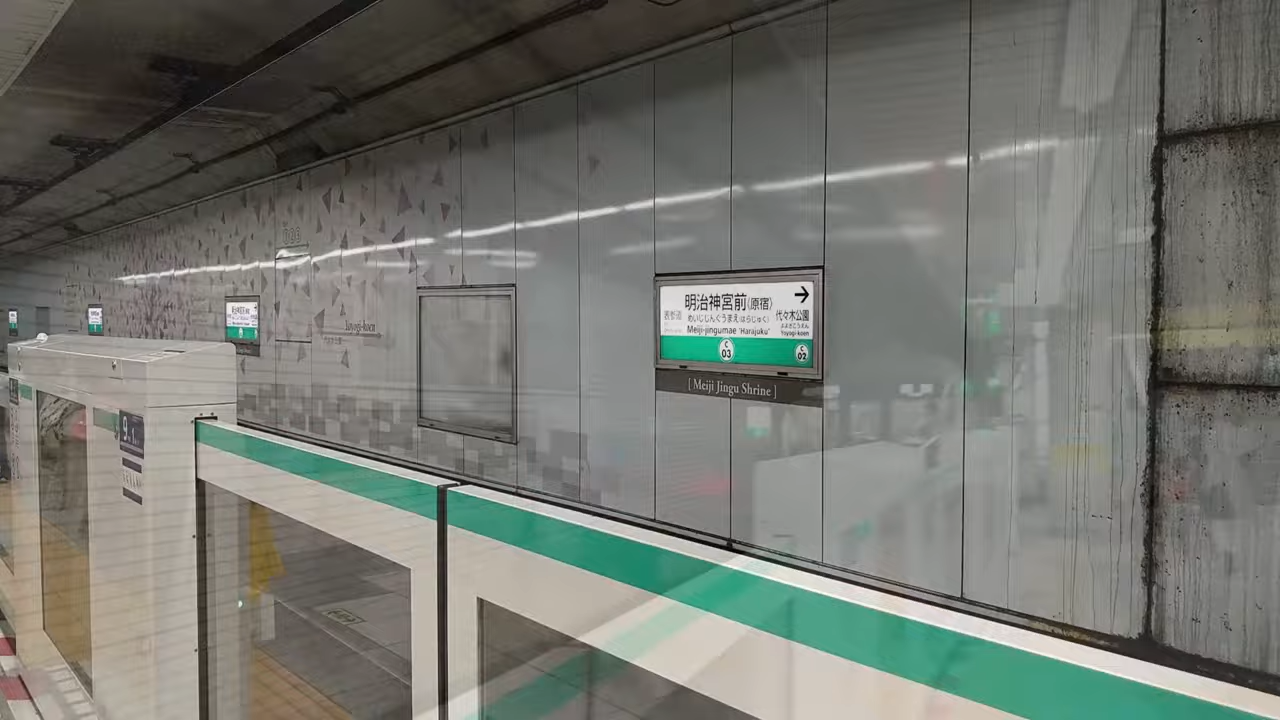 明治神宮前〈原宿〉
めいじじんぐうまえ〈はらじゅく〉
Meiji-jingumae 'Harajuku'
表参道
→
代々木公園
よよぎこうえん
Yoyogi-koen
C
03
C
02
[ Meiji Jingu Shrine ]
Yoyogi-koen